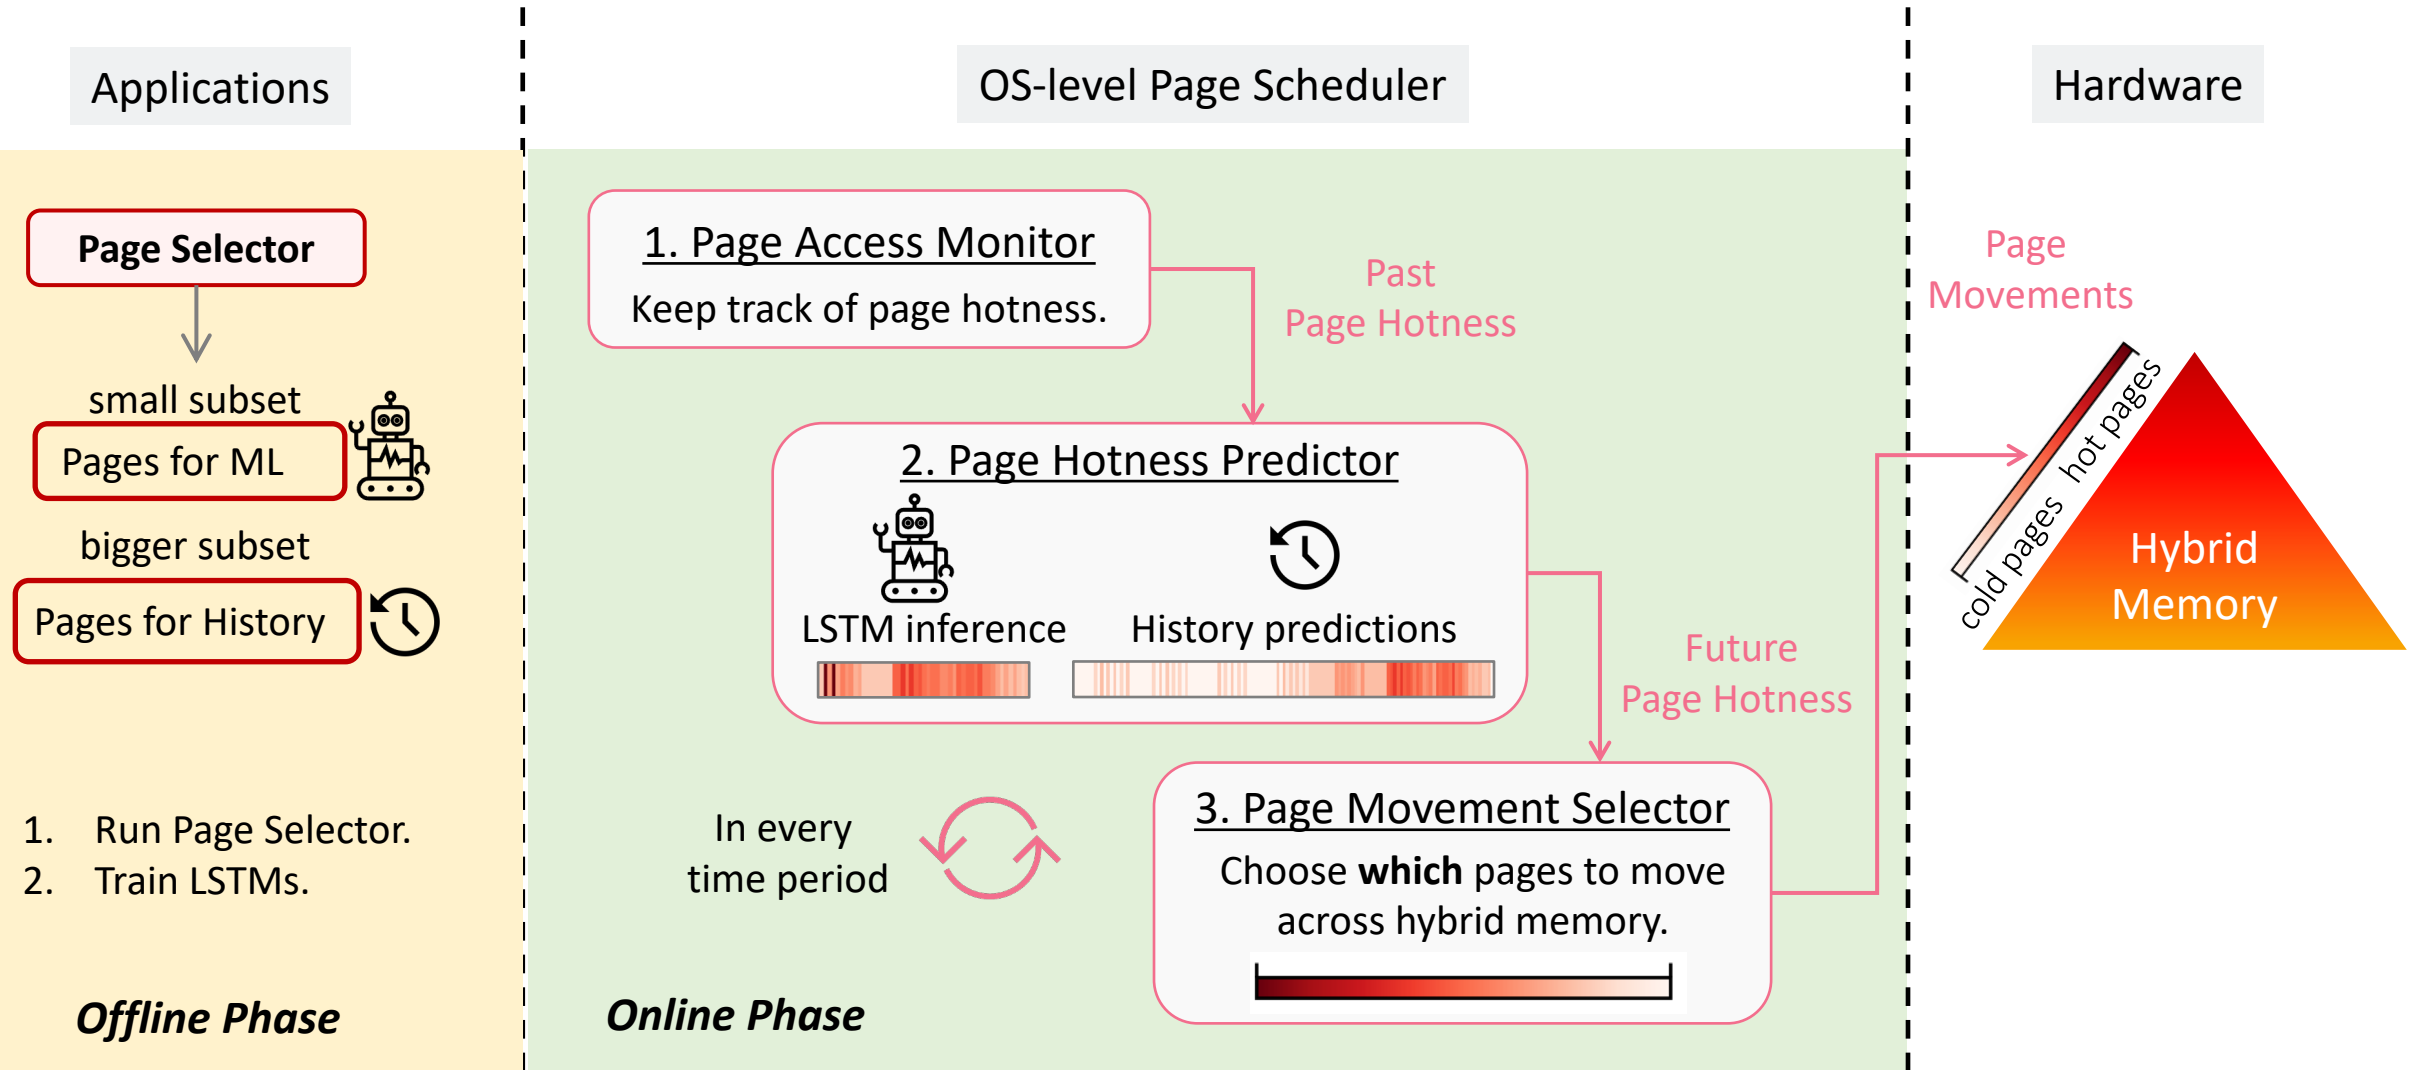 Applications
OS-level Page Scheduler
Hardware
Page Selector
small subset
Pages for ML
bigger subset
Pages for History
1. Run Page Selector.
2. Train LSTMs.
Offline Phase
1. Page Access Monitor
Keep track of page hotness.
Past
Page Hotness
2. Page Hotness Predictor
LSTM inference
History predictions
Future
Page Hotness
In every
time period
3. Page Movement Selector
Choose which pages to move
across hybrid memory.
Online Phase
Page
Movements
cold pages
hot pages
Hybrid
Memory